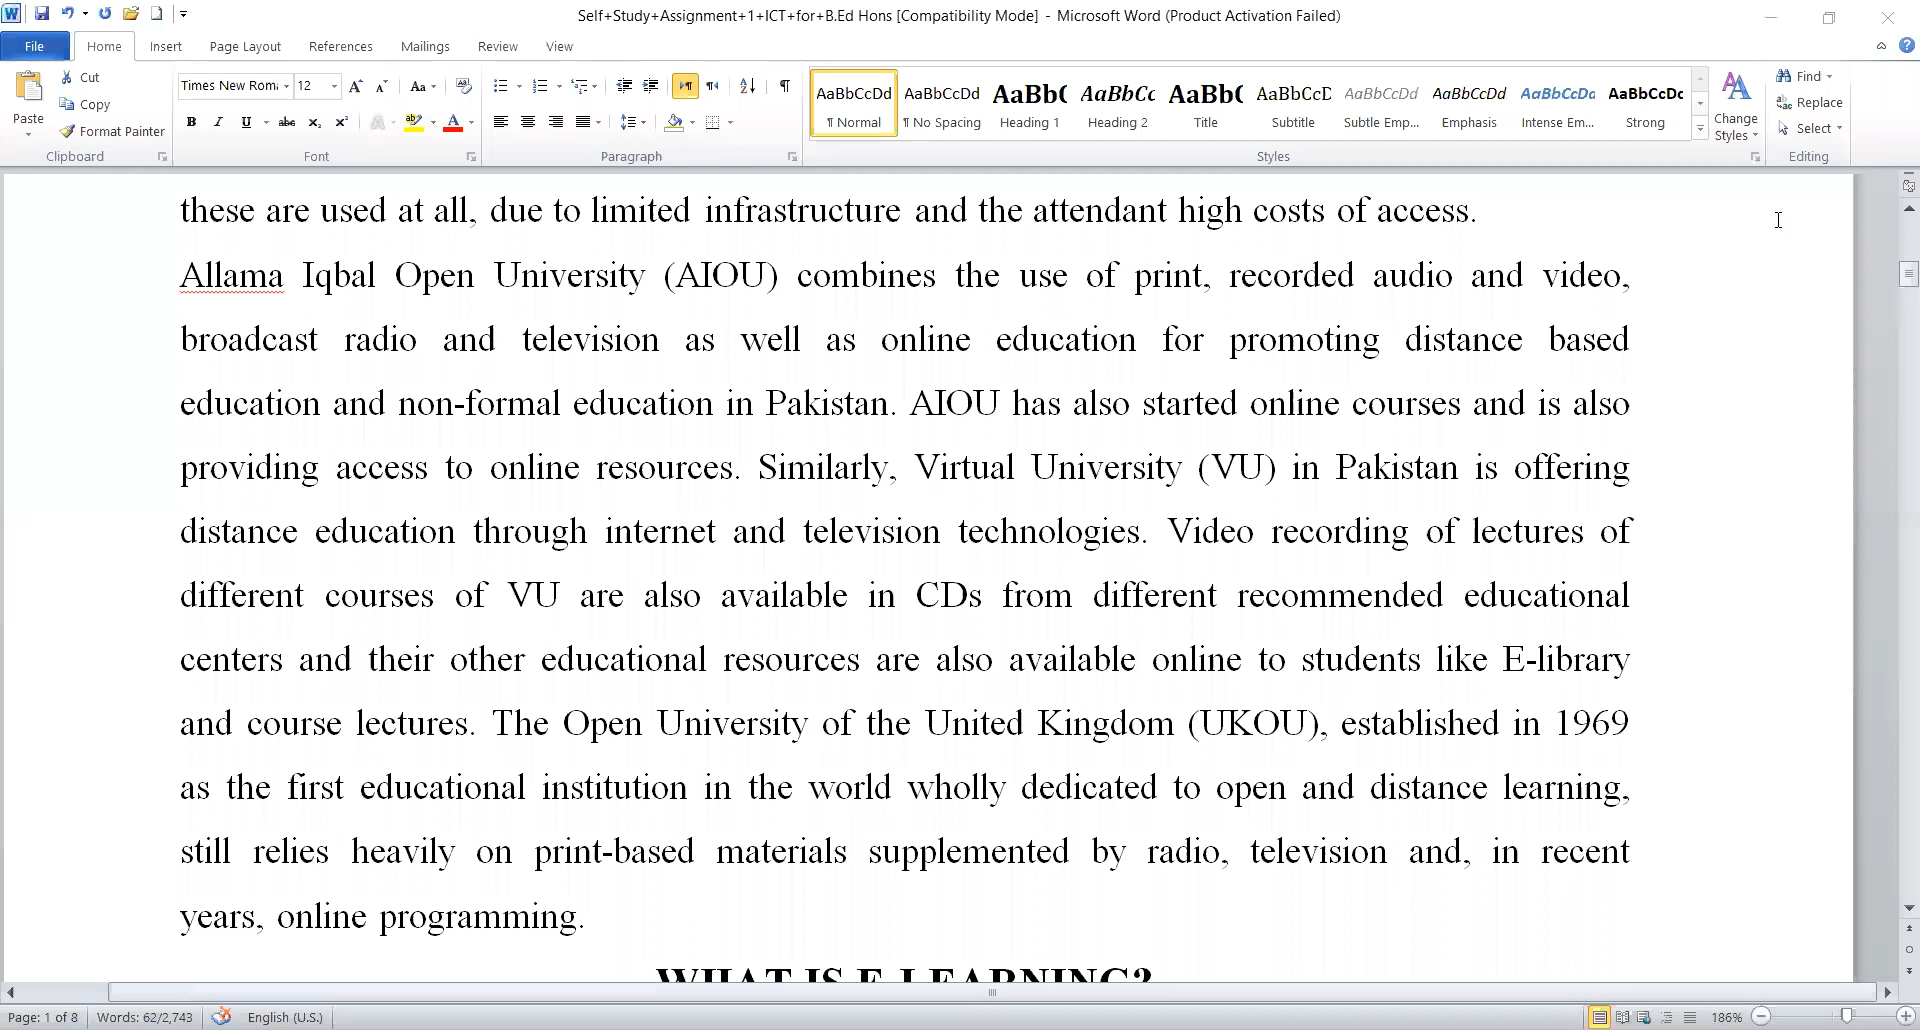 Self+Study+Assignment+1+ICT+for+B.Ed Hons [Compatibility Mode] - Microsoft Word (Product Activation Failed)
File Home Insert Page Layout References Mailings Review View
Cut
Copy
Format Painter
Paste
Clipboard
Times New Rom 12
Font
Paragraph
AaBbCcDd AaBbCcDd AaBb( AaBbCc AaBb( AaBbCcD AaBbCcDd AaBbCcDd AaBbCcDd AaBbCcDc
¶ Normal ¶ No Spacing Heading 1 Heading 2 Title Subtitle Subtle Emp... Emphasis Intense Em... Strong
Styles
Change Styles
Find
Replace
Select
Editing
these are used at all, due to limited infrastructure and the attendant high costs of access.
Allama Iqbal Open University (AIOU) combines the use of print, recorded audio and video,
broadcast radio and television as well as online education for promoting distance based
education and non-formal education in Pakistan. AIOU has also started online courses and is also
providing access to online resources. Similarly, Virtual University (VU) in Pakistan is offering
distance education through internet and television technologies. Video recording of lectures of
different courses of VU are also available in CDs from different recommended educational
centers and their other educational resources are also available online to students like E-library
and course lectures. The Open University of the United Kingdom (UKOU), established in 1969
as the first educational institution in the world wholly dedicated to open and distance learning,
still relies heavily on print-based materials supplemented by radio, television and, in recent
years, online programming.
WHAT IS E-LEARNING?
Page: 1 of 8 Words: 62/2,743 English (U.S.) 186%